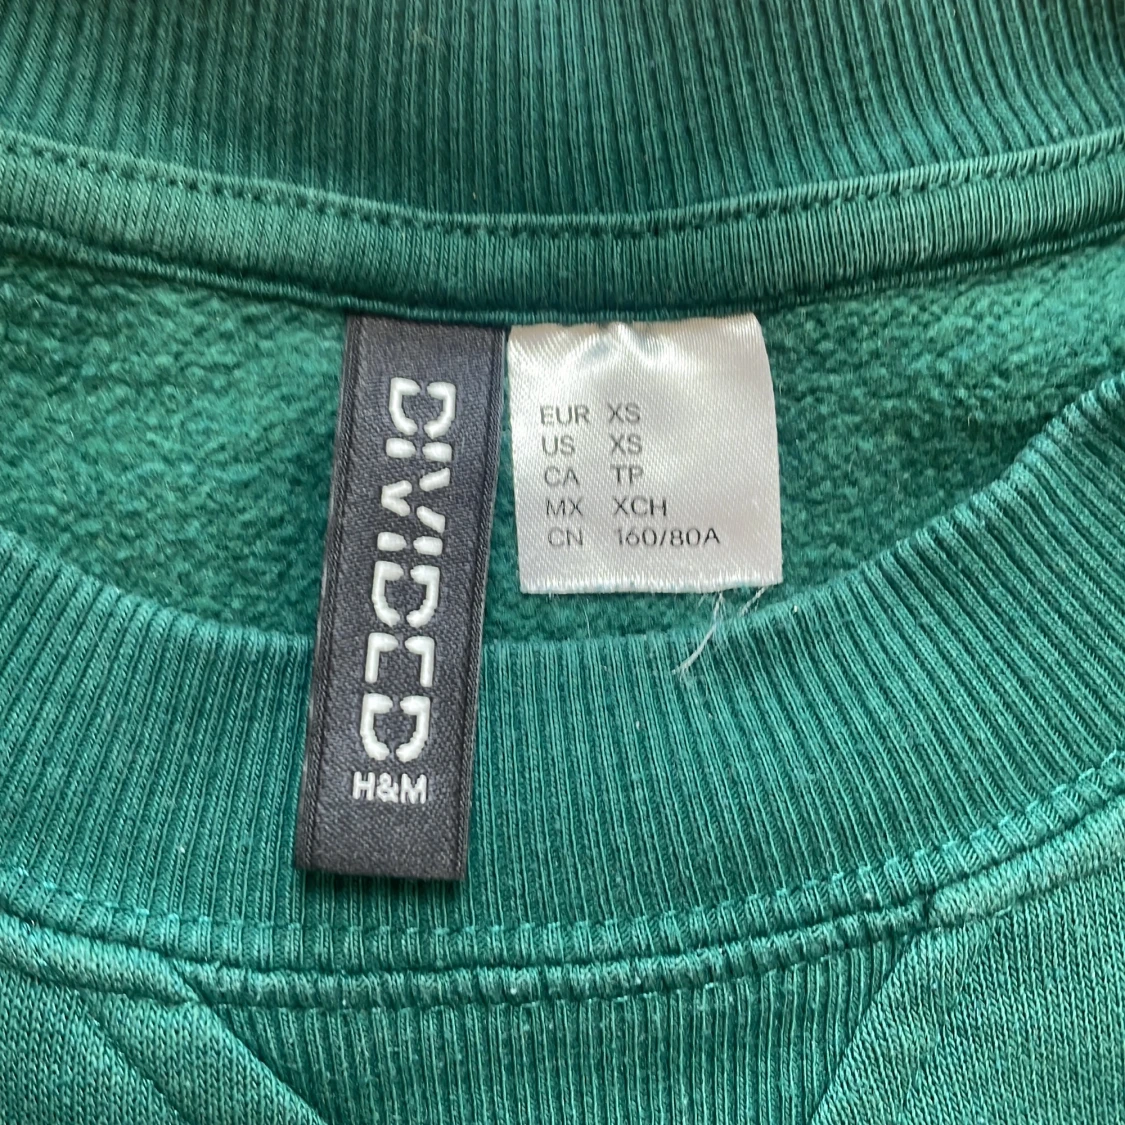 DIVIDED
H&M
EUR XS
US XS
CA TP
MX XCH
CN 160/80A